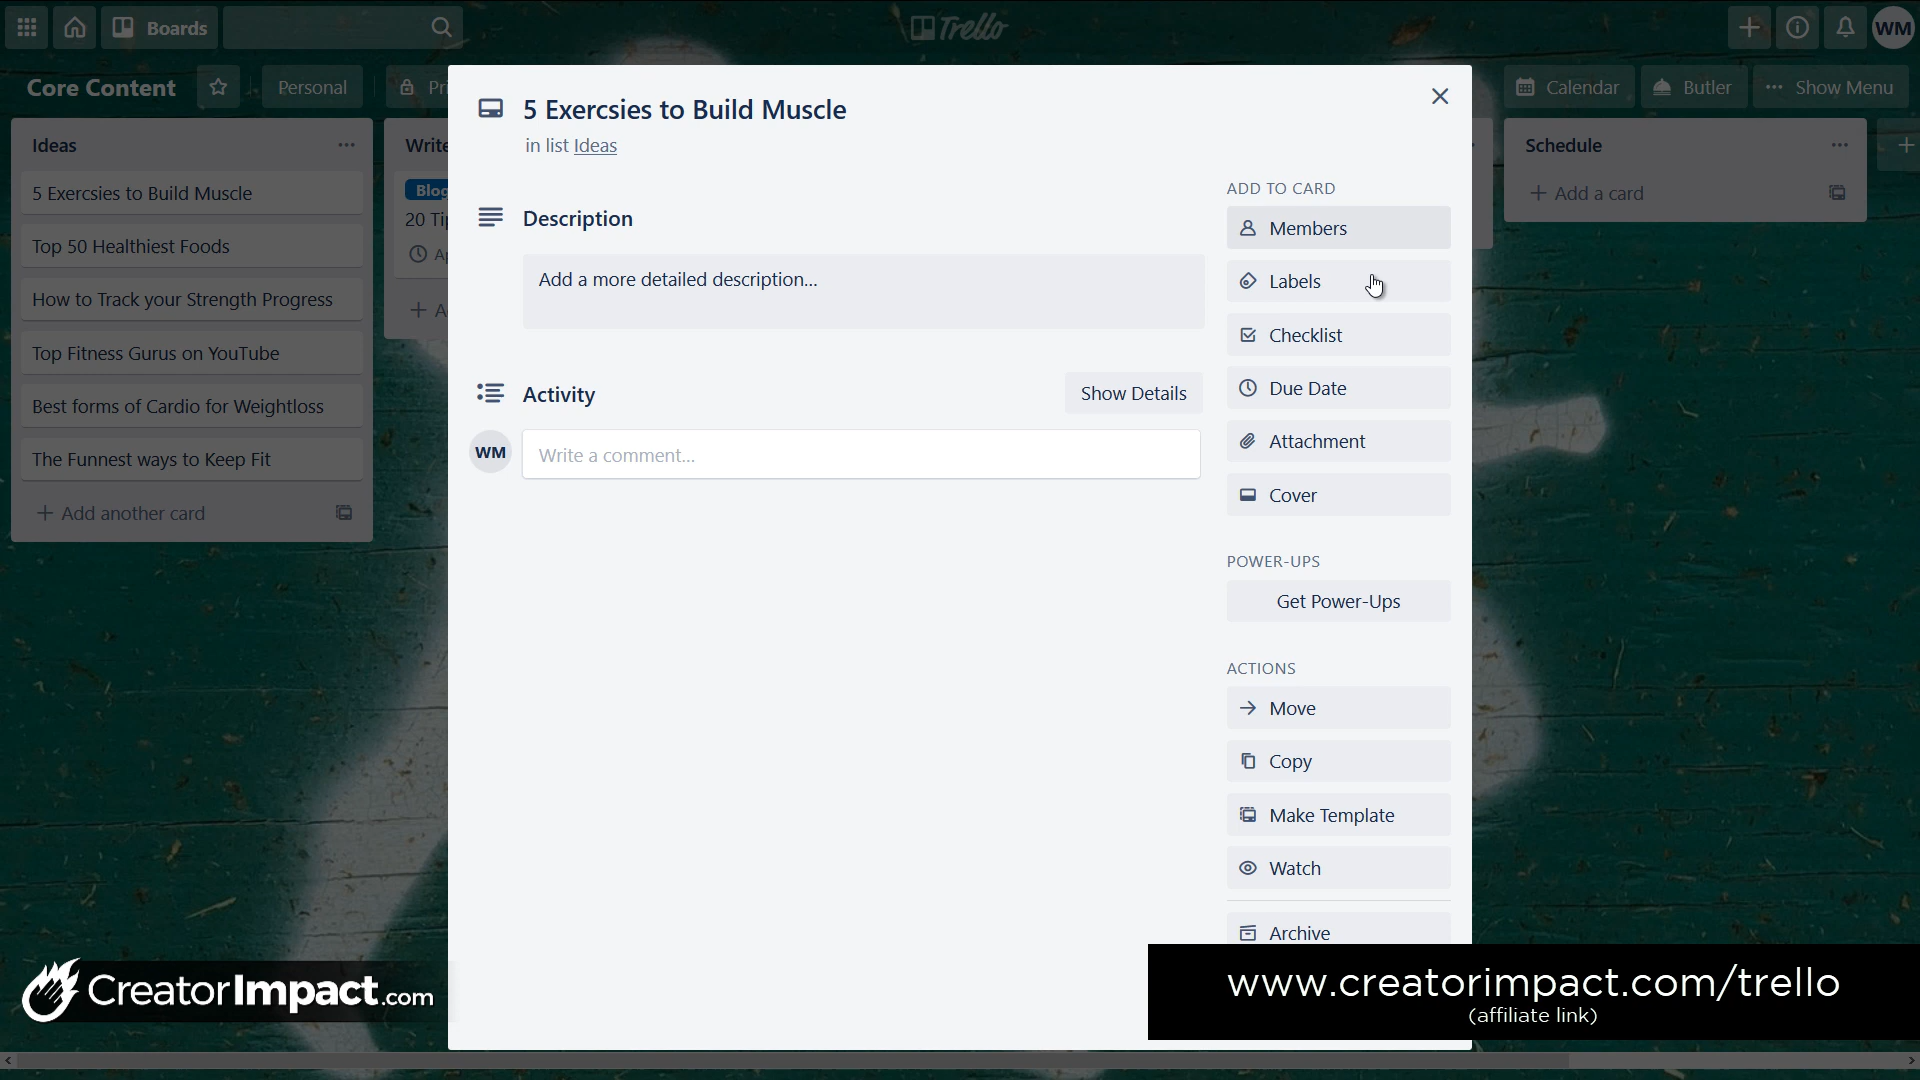 Boards
Trello
WM
Core Content
Personal
Calendar
Butler
Show Menu
Ideas
5 Exercsies to Build Muscle
Top 50 Healthiest Foods
How to Track your Strength Progress
Top Fitness Gurus on YouTube
Best forms of Cardio for Weightloss
The Funnest ways to Keep Fit
Add another card
Write
Blog
20 Tip
5 Exercsies to Build Muscle
in list Ideas
Description
Add a more detailed description...
Activity
Show Details
WM
Write a comment...
ADD TO CARD
Members
Labels
Checklist
Due Date
Attachment
Cover
POWER-UPS
Get Power-Ups
ACTIONS
Move
Copy
Make Template
Watch
Archive
Schedule
Add a card
CreatorImpact.com
www.creatorimpact.com/trello
(affiliate link)